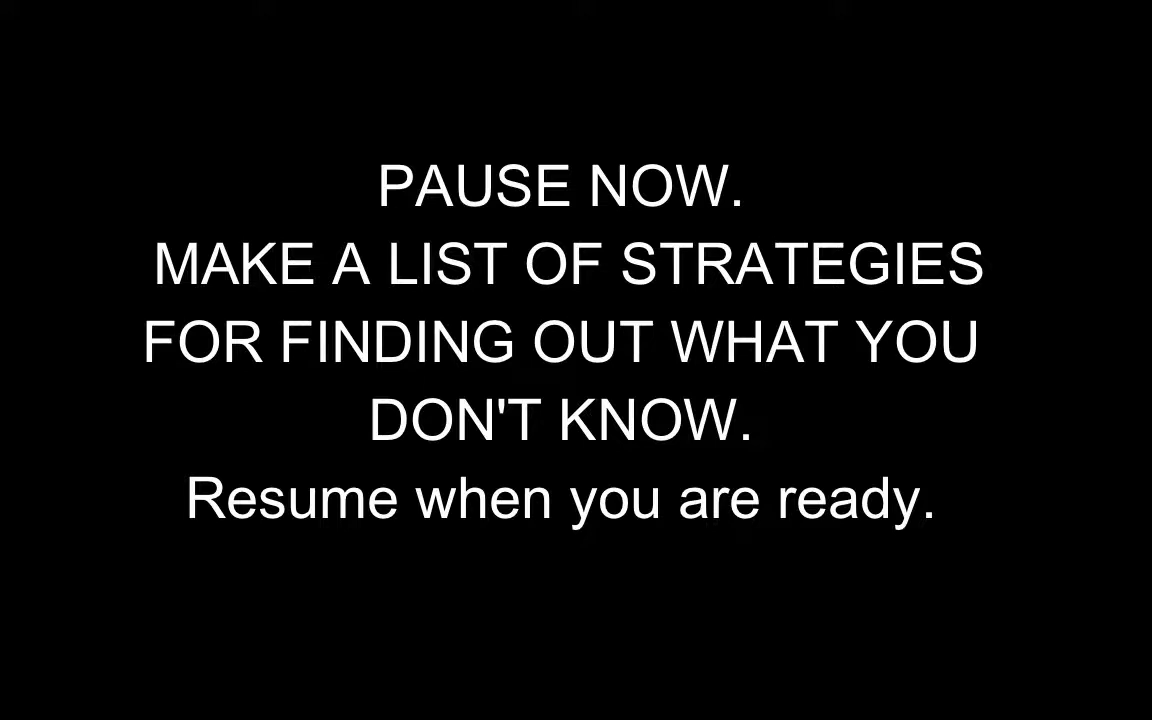 PAUSE NOW.
MAKE A LIST OF STRATEGIES
FOR FINDING OUT WHAT YOU
DON'T KNOW.
Resume when you are ready.